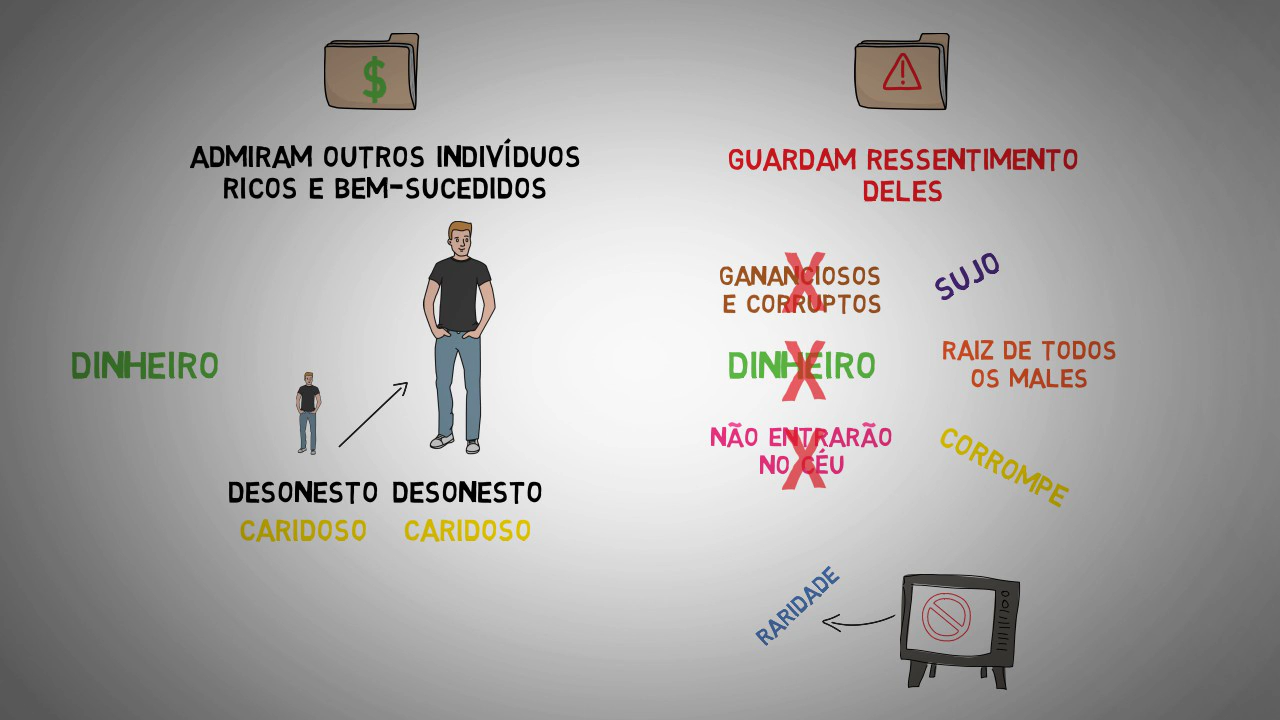 $
ADMIRAM OUTROS INDIVÍDUOS
RICOS E BEM-SUCEDIDOS
DINHEIRO
DESONESTO DESONESTO
CARIDOSO CARIDOSO
GUARDAM RESSENTIMENTO
DELES
GANANCIOSOS
E CORRUPTOS
SUJO
DINHEIRO
RAIZ DE TODOS
OS MALES
NÃO ENTRARÃO
NO CÉU
CORROMPE
RARIDADE